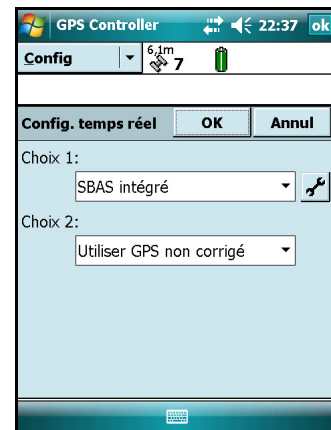 GPS Controller 22:37 ok
Config 6,1m 7
Config. temps réel OK Annul
Choix 1:
SBAS intégré
Choix 2:
Utiliser GPS non corrigé